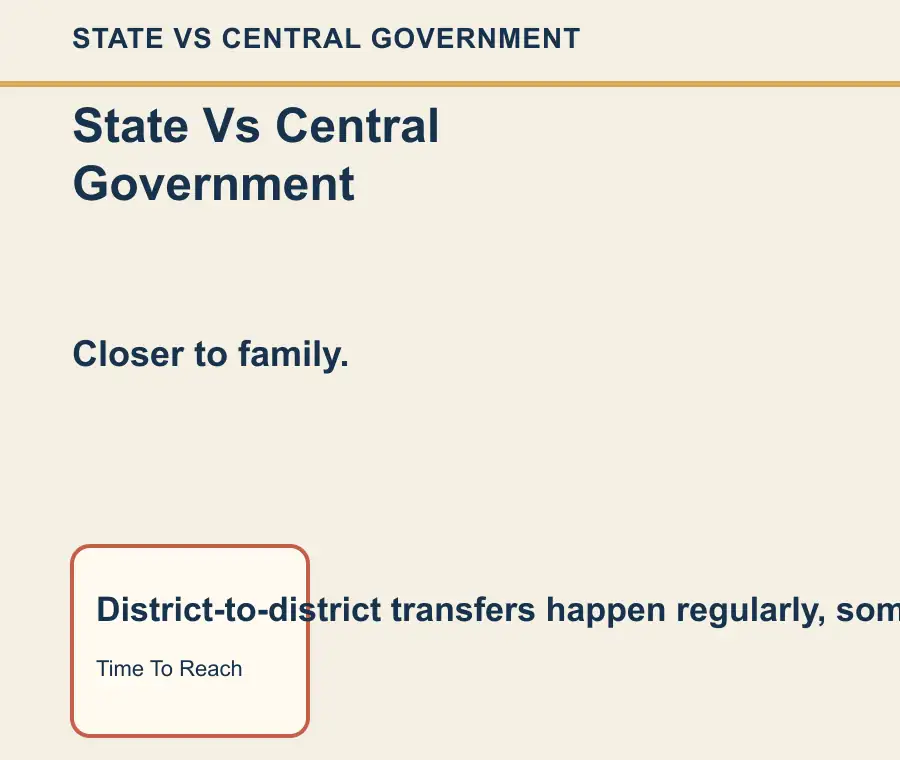 STATE VS CENTRAL GOVERNMENT
State Vs Central
Government
Closer to family.
District-to-district transfers happen regularly, som
Time To Reach